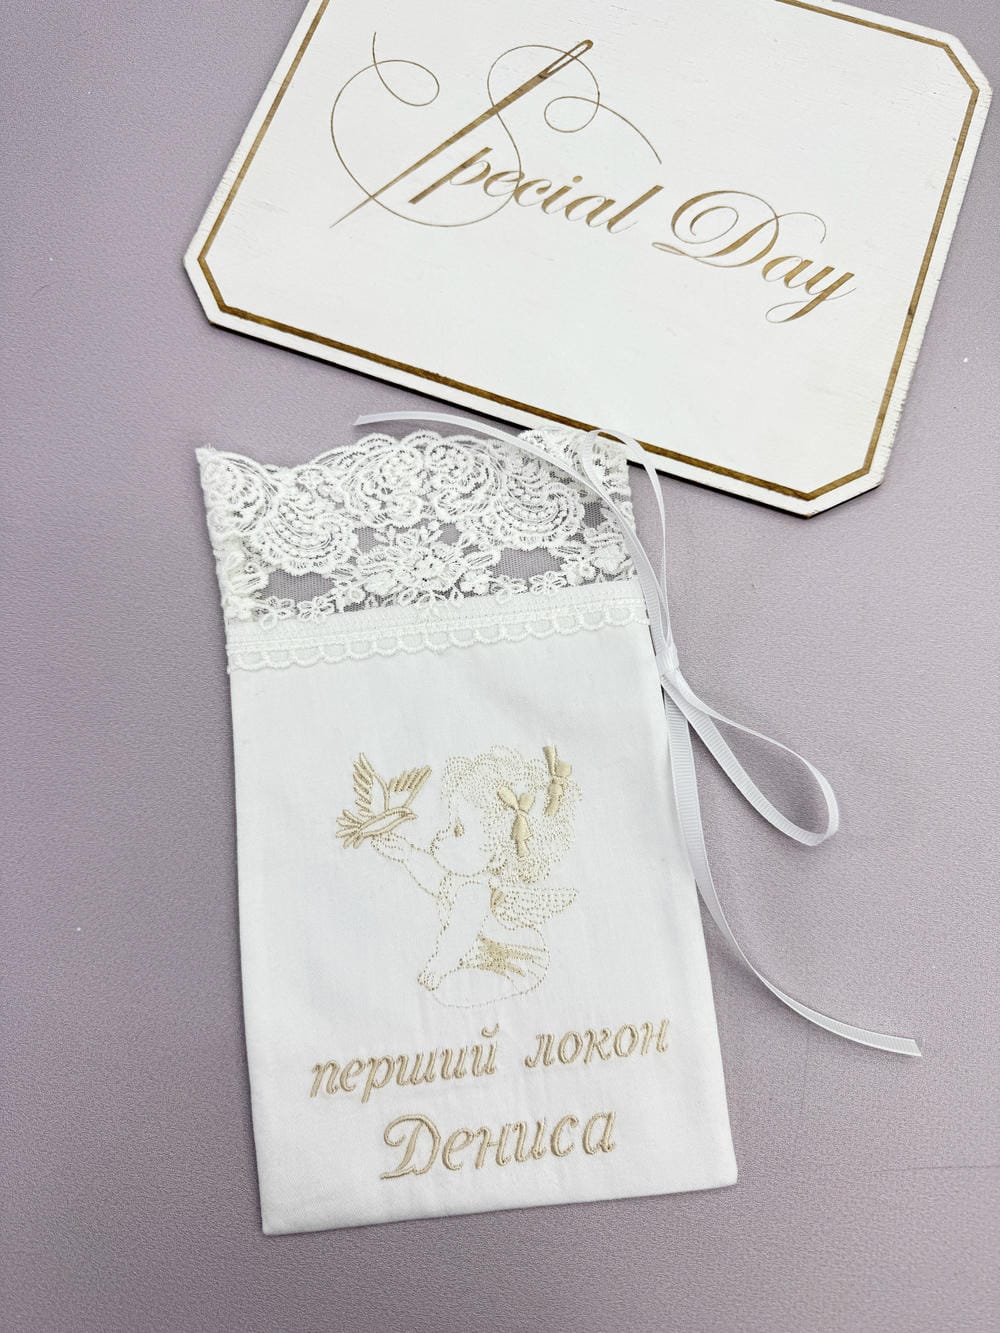 Special Day
перший локон
Дениса